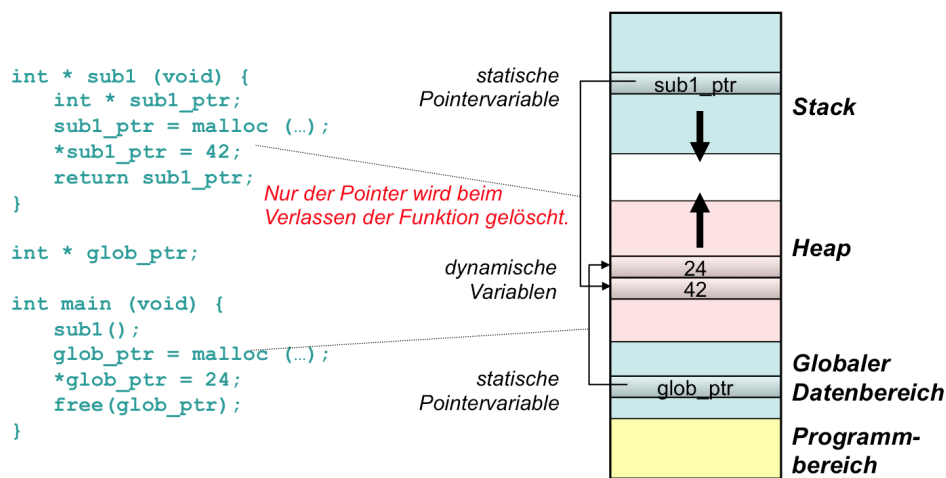 int * sub1 (void) {
int * sub1_ptr;
sub1_ptr = malloc (…);
*sub1_ptr = 42;
return sub1_ptr;
}
int * glob_ptr;
int main (void) {
sub1();
glob_ptr = malloc (…);
*glob_ptr = 24;
free(glob_ptr);
}
Nur der Pointer wird beim
Verlassen der Funktion gelöscht.
statische
Pointervariable
dynamische
Variablen
statische
Pointervariable
sub1_ptr
24
42
glob_ptr
Stack
Heap
Globaler
Datenbereich
Programm-
bereich